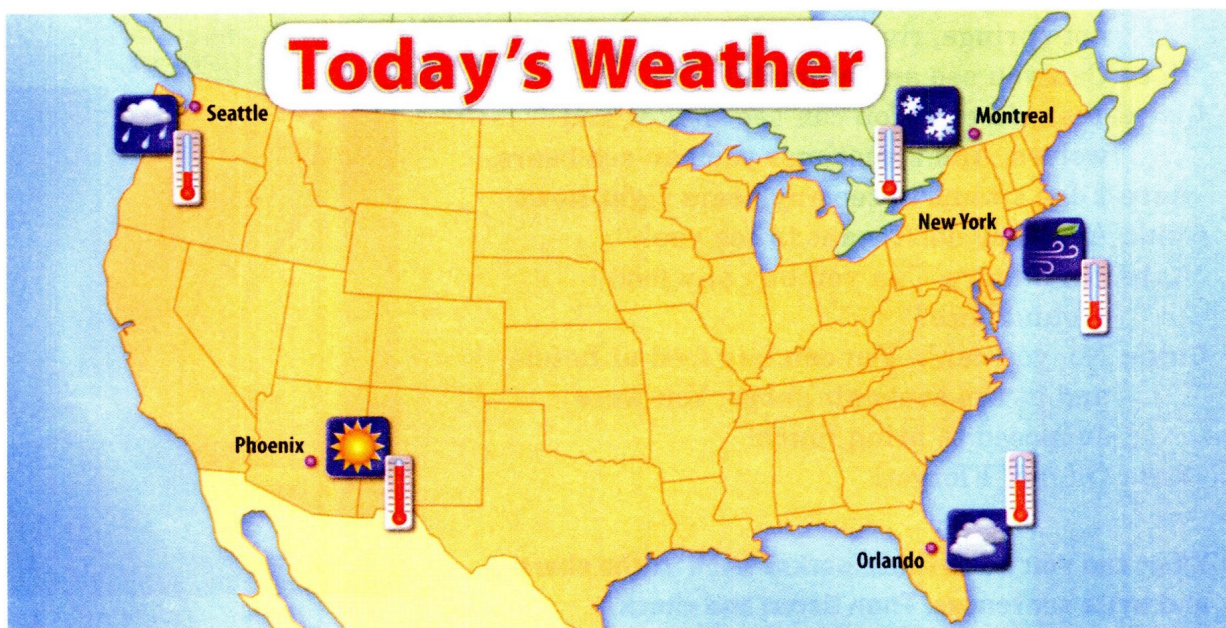 Today's Weather
Seattle
Montreal
New York
Phoenix
Orlando